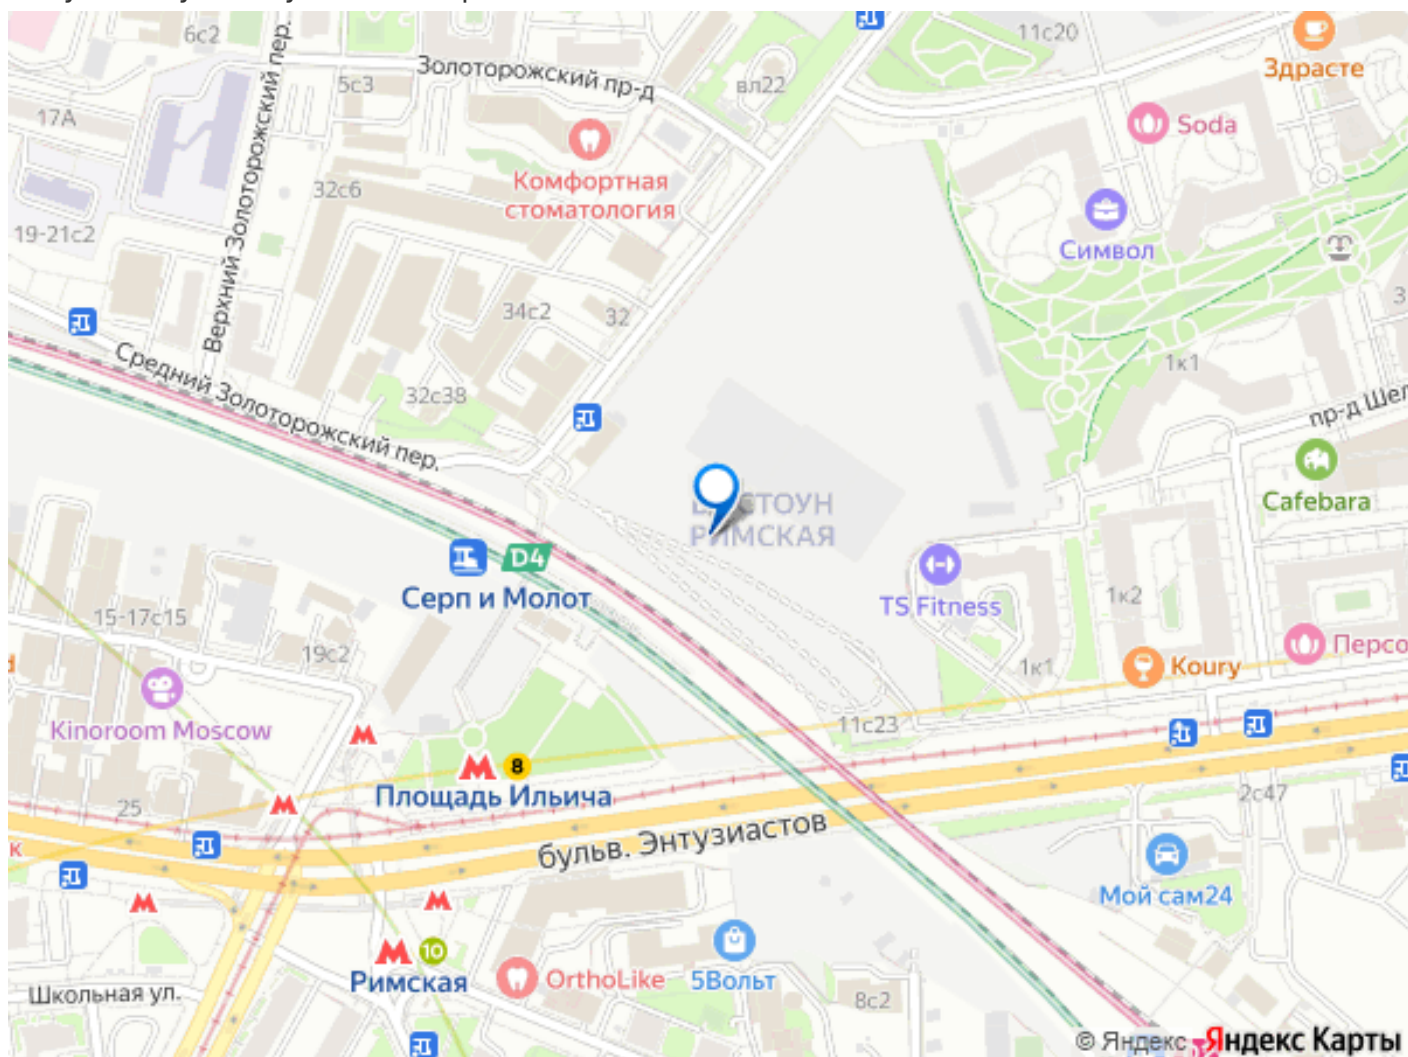 6с2
11с20
Здрасте
Золоторожский пр-д
5с3
вл22
17А
Soda
Верхний Золоторожский пер.
Комфортная
стоматология
32с6
19-21с2
Символ
34с2
32
3
1к1
Средний Золоторожский пер.
32с38
пр-д Шел
Cafebara
РИМСКАЯ
D4
Серп и Молот
TS Fitness
1к2
15-17с15
19с2
1к1
Koury
Персо
Kinoroom Moscow
11с23
8
Площадь Ильича
25
2с47
к
бульв. Энтузиастов
Мой сам24
10
Римская
OrthoLike
5Вольт
Школьная ул.
8с2
© Яндекс Яндекс Карты